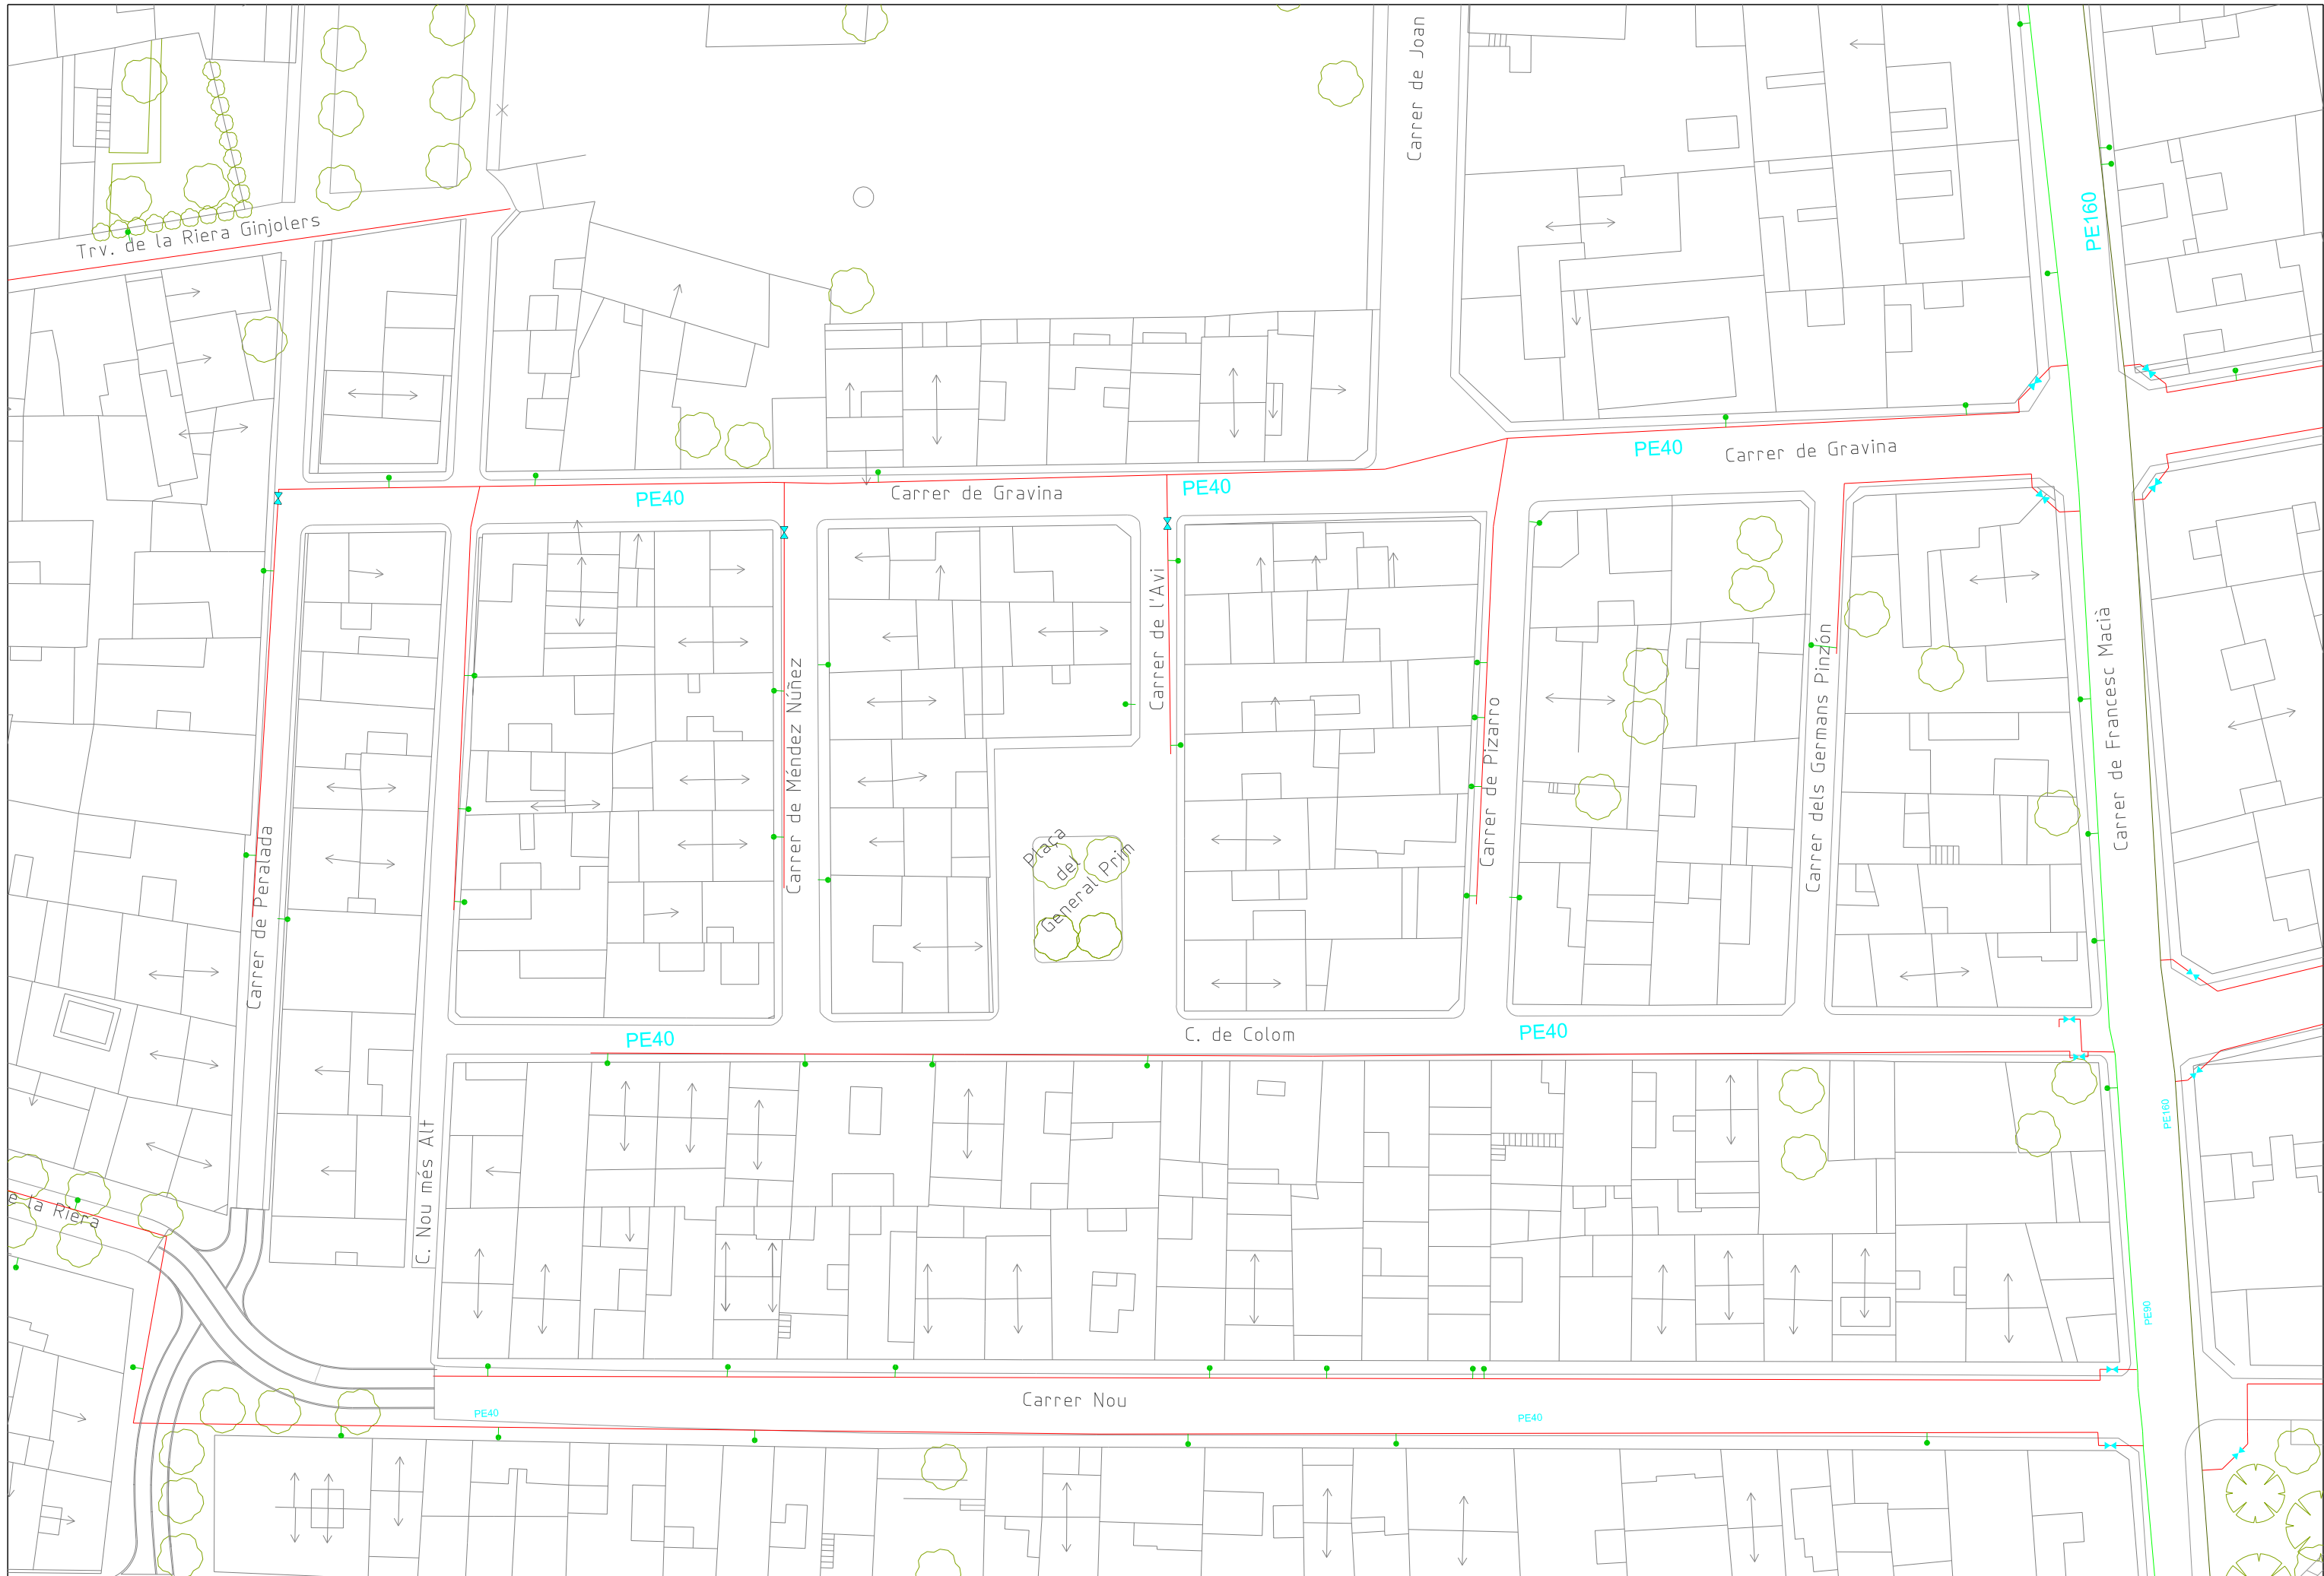 Carrer de Joan
PE160
Trv. de la Riera Ginjolers
PE40
Carrer de Gravina
PE40
Carrer de Gravina
PE40
Carrer de l'Avi
Carrer de Méndez Núñez
Carrer de Pizarro
Carrer dels Germans Pinzón
Carrer de Francesc Macià
Carrer de Peralada
Plaça
del
General Prim
PE40
C. de Colom
PE40
C. Nou més Alt
PE160
e la Riera
PE90
Carrer Nou
PE40
PE40